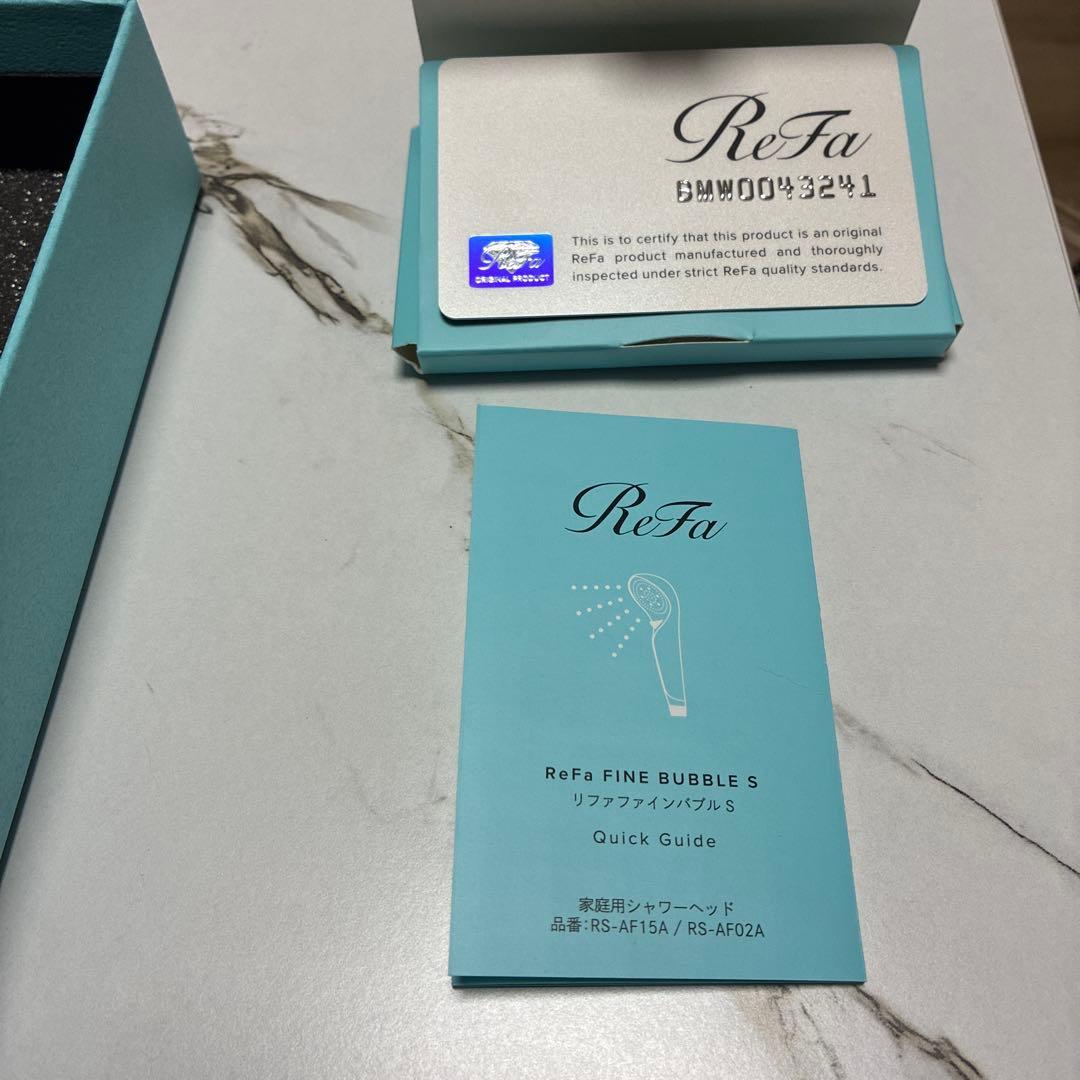 ReFa
BMW0043241
This is to certify that this product is an original
ReFa product manufactured and thoroughly
inspected under strict ReFa quality standards.
ReFa
ORIGINAL PRODUCT
ReFa
ReFa FINE BUBBLE S
リファファインバブル S
Quick Guide
家庭用シャワーヘッド
品番:RS-AF15A / RS-AF02A